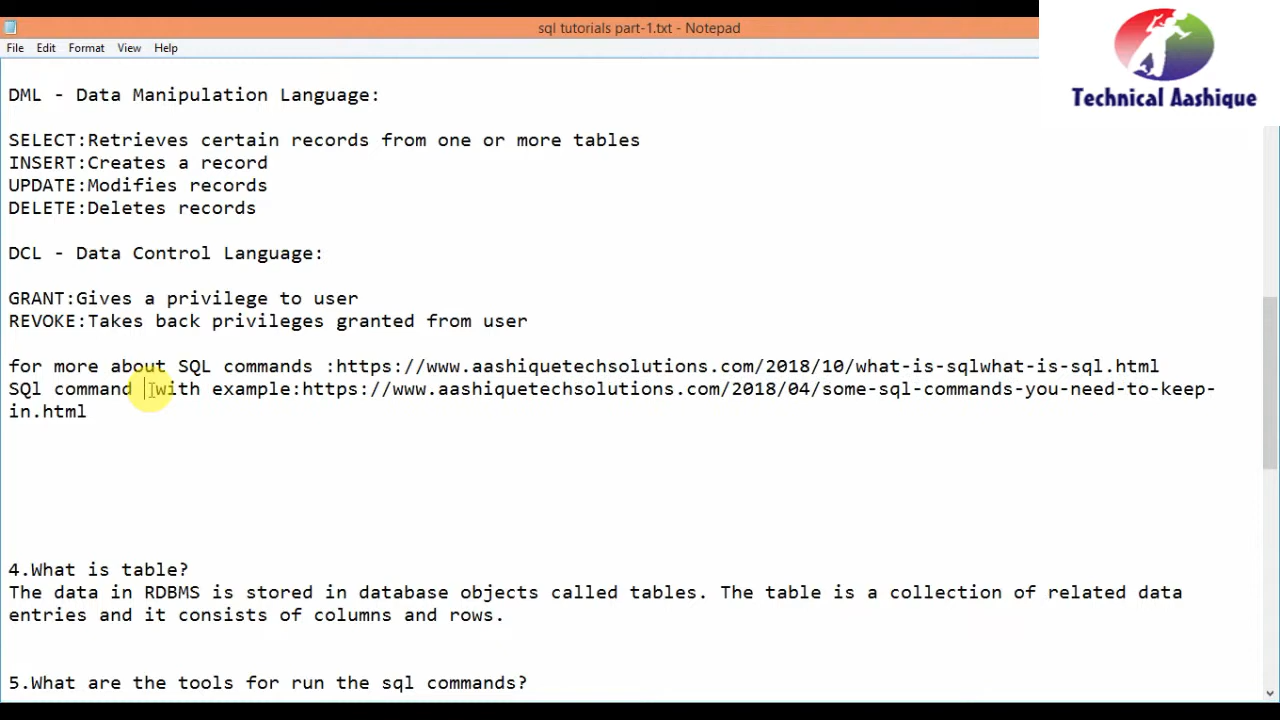 sql tutorials part-1.txt - Notepad
File Edit Format View Help
Technical Aashique
DML - Data Manipulation Language:
SELECT:Retrieves certain records from one or more tables
INSERT:Creates a record
UPDATE:Modifies records
DELETE:Deletes records
DCL - Data Control Language:
GRANT:Gives a privilege to user
REVOKE:Takes back privileges granted from user
for more about SQL commands :https://www.aashiquetechsolutions.com/2018/10/what-is-sqlwhat-is-sql.html
SQl command with example:https://www.aashiquetechsolutions.com/2018/04/some-sql-commands-you-need-to-keep-
in.html
4.What is table?
The data in RDBMS is stored in database objects called tables. The table is a collection of related data
entries and it consists of columns and rows.
5.What are the tools for run the sql commands?